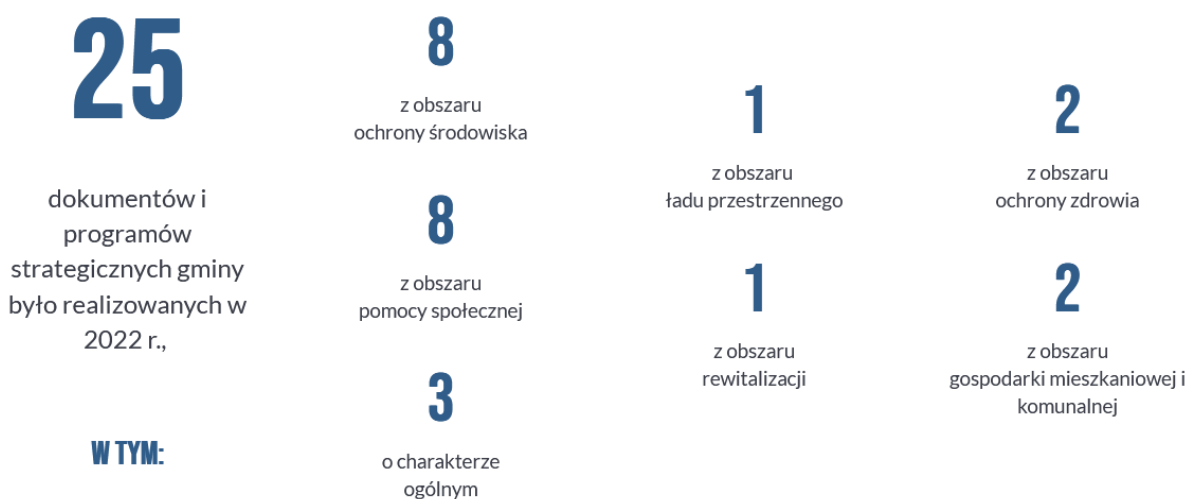 25
dokumentów i
programów
strategicznych gminy
było realizowanych w
2022 r.,
W TYM:
8
z obszaru
ochrony środowiska
8
z obszaru
pomocy społecznej
3
o charakterze
ogólnym
1
z obszaru
ładu przestrzennego
1
z obszaru
rewitalizacji
2
z obszaru
ochrony zdrowia
2
z obszaru
gospodarki mieszkaniowej i
komunalnej